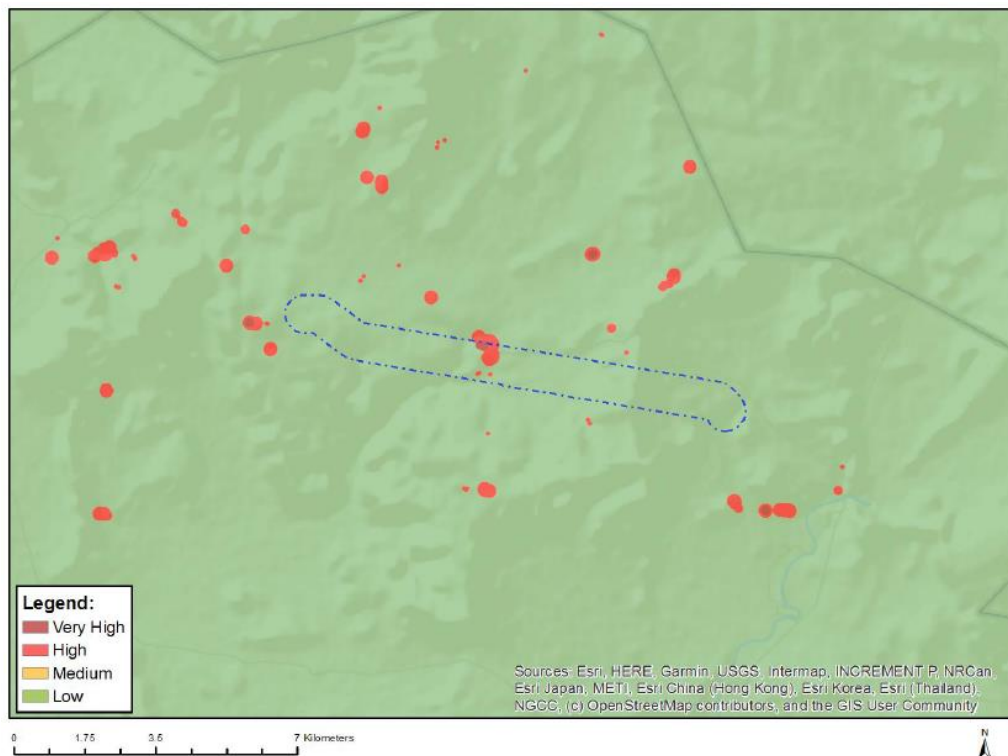 Legend:
Very High
High
Medium
Low
Sources: Esri, HERE, Garmin, USGS, Intermap, INCREMENT P, NRCan,
Esri Japan, METI, Esri China (Hong Kong), Esri Korea, Esri (Thailand),
NGCC, (c) OpenStreetMap contributors, and the GIS User Community
0 1.75 3.5 7 Kilometers
N